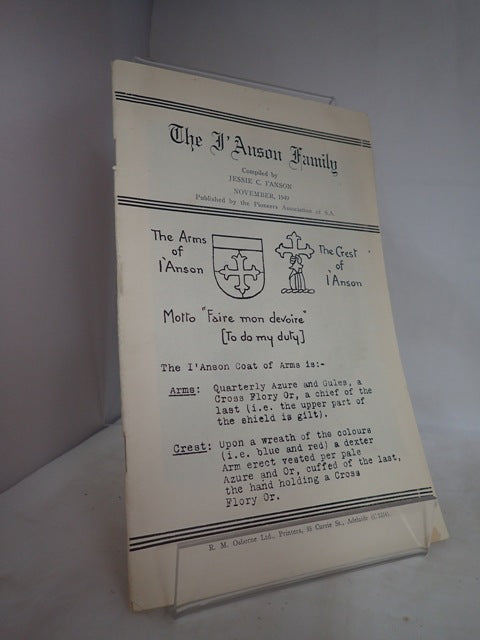 The I'Anson Family
Compiled by
JESSIE C. I'ANSON
NOVEMBER, 1949
Published by the Pioneers Association of S.A.
The Arms
of
I'Anson
The Crest
of
I'Anson
Motto "Faire mon devoire"
[To do my duty]
The I'Anson Coat of Arms is:-
Arms: Quarterly Azure and Gules, a
Cross Flory Or, a chief of the
last (i.e. the upper part of
the shield is gilt).
Crest: Upon a wreath of the colours
(i.e. blue and red) a dexter
Arm erect vested per pale
Azure and Or, cuffed of the last,
the hand holding a Cross
Flory Or.
R. M. Osborne Ltd., Printers, Currie St., Adelaide